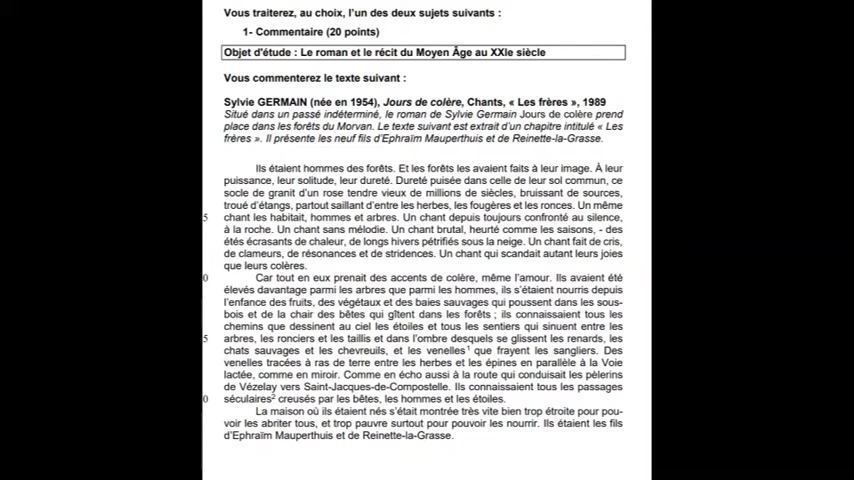 Vous traiterez, au choix, l'un des deux sujets suivants :
1- Commentaire (20 points)
Objet d'étude : Le roman et le récit du Moyen Âge au XXIe siècle
Vous commenterez le texte suivant :
Sylvie GERMAIN (née en 1954), Jours de colère, Chants, « Les frères », 1989
Situé dans un passé indéterminé, le roman de Sylvie Germain Jours de colère prend
place dans les forêts du Morvan. Le texte suivant est extrait d'un chapitre intitulé « Les
frères ». Il présente les neuf fils d'Ephraïm Mauperthuis et de Reinette-la-Grasse.
Ils étaient hommes des forêts. Et les forêts les avaient faits à leur image. À leur
puissance, leur solitude, leur dureté. Dureté puisée dans celle de leur sol commun, ce
socle de granit d'un rose tendre vieux de millions de siècles, bruissant de sources,
troué d'étangs, partout saillant d'entre les herbes, les fougères et les ronces. Un même
5 chant les habitait, hommes et arbres. Un chant depuis toujours confronté au silence,
à la roche. Un chant sans mélodie. Un chant brutal, heurté comme les saisons, - des
étés écrasants de chaleur, de longs hivers pétrifiés sous la neige. Un chant fait de cris,
de clameurs, de résonances et de stridences. Un chant qui scandait autant leurs joies
que leurs colères.
0 Car tout en eux prenait des accents de colère, même l'amour. Ils avaient été
élevés davantage parmi les arbres que parmi les hommes, ils s'étaient nourris depuis
l'enfance des fruits, des végétaux et des baies sauvages qui poussent dans les sous-
bois et de la chair des bêtes qui gîtent dans les forêts ; ils connaissaient tous les
chemins que dessinent au ciel les étoiles et tous les sentiers qui sinuent entre les
5 arbres, les ronciers et les taillis et dans l'ombre desquels se glissent les renards, les
chats sauvages et les chevreuils, et les venelles1 que frayent les sangliers. Des
venelles tracées à ras de terre entre les herbes et les épines en parallèle à la Voie
lactée, comme en miroir. Comme en écho aussi à la route qui conduisait les pèlerins
de Vézelay vers Saint-Jacques-de-Compostelle. Ils connaissaient tous les passages
0 séculaires2 creusés par les bêtes, les hommes et les étoiles.
La maison où ils étaient nés s'était montrée très vite bien trop étroite pour pou-
voir les abriter tous, et trop pauvre surtout pour pouvoir les nourrir. Ils étaient les fils
d'Ephraïm Mauperthuis et de Reinette-la-Grasse.